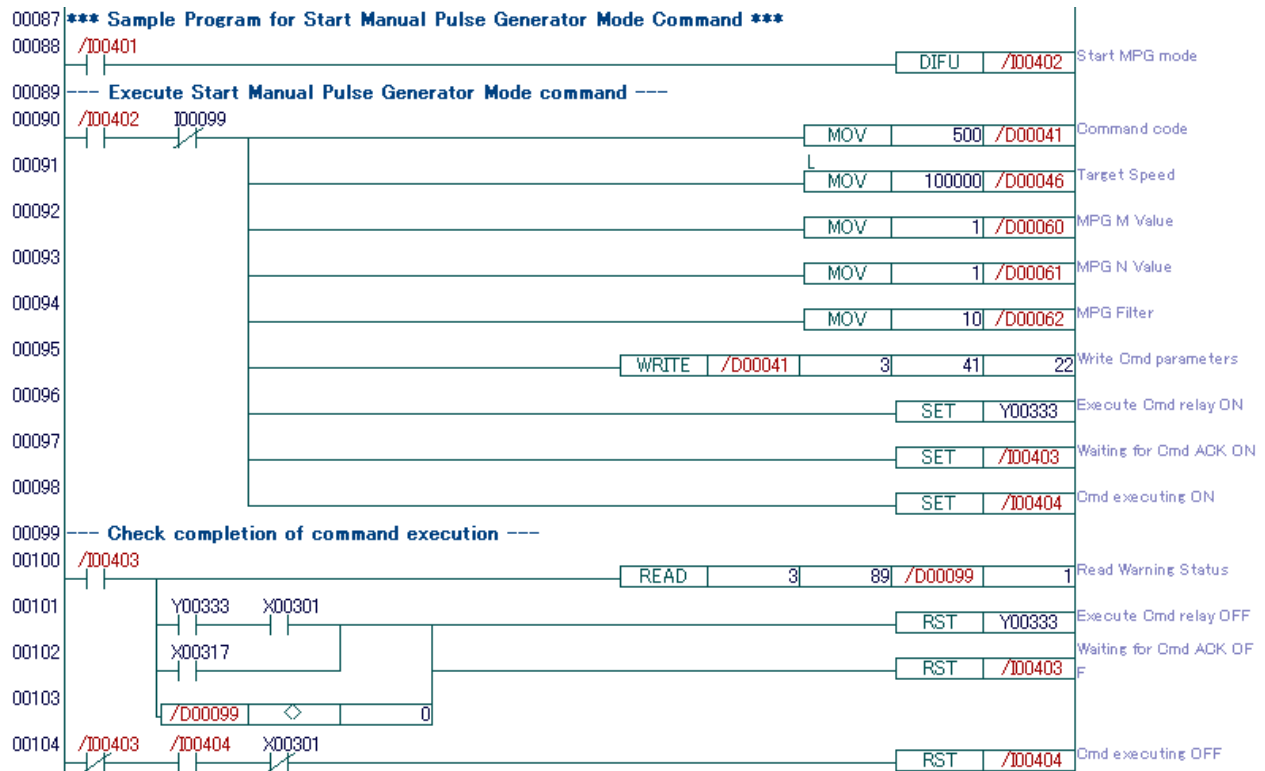 00087 *** Sample Program for Start Manual Pulse Generator Mode Command ***
00088 /I00401 DIFU /I00402 Start MPG mode
00089 --- Execute Start Manual Pulse Generator Mode command ---
00090 /I00402 I00099 MOV 500 /D00041 Command code
00091 L MOV 100000 /D00046 Target Speed
00092 MOV 1 /D00060 MPG M Value
00093 MOV 1 /D00061 MPG N Value
00094 MOV 10 /D00062 MPG Filter
00095 WRITE /D00041 3 41 22 Write Cmd parameters
00096 SET Y00333 Execute Cmd relay ON
00097 SET /I00403 Waiting for Cmd ACK ON
00098 SET /I00404 Cmd executing ON
00099 --- Check completion of command execution ---
00100 /I00403 READ 3 89 /D00099 1 Read Warning Status
00101 Y00333 X00301 RST Y00333 Execute Cmd relay OFF
00102 X00317 RST /I00403 Waiting for Cmd ACK OF
F
00103 /D00099 <> 0
00104 /I00403 /I00404 X00301 RST /I00404 Cmd executing OFF